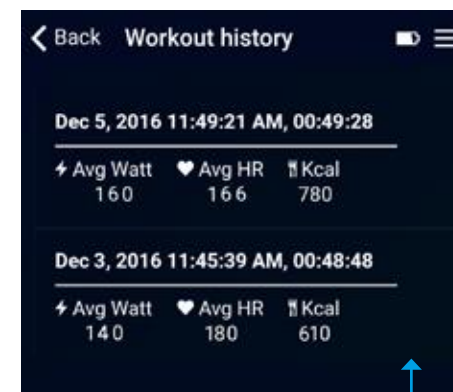 Back Workout history
Dec 5, 2016 11:49:21 AM, 00:49:28
Avg Watt Avg HR Kcal
160 166 780
Dec 3, 2016 11:45:39 AM, 00:48:48
Avg Watt Avg HR Kcal
140 180 610